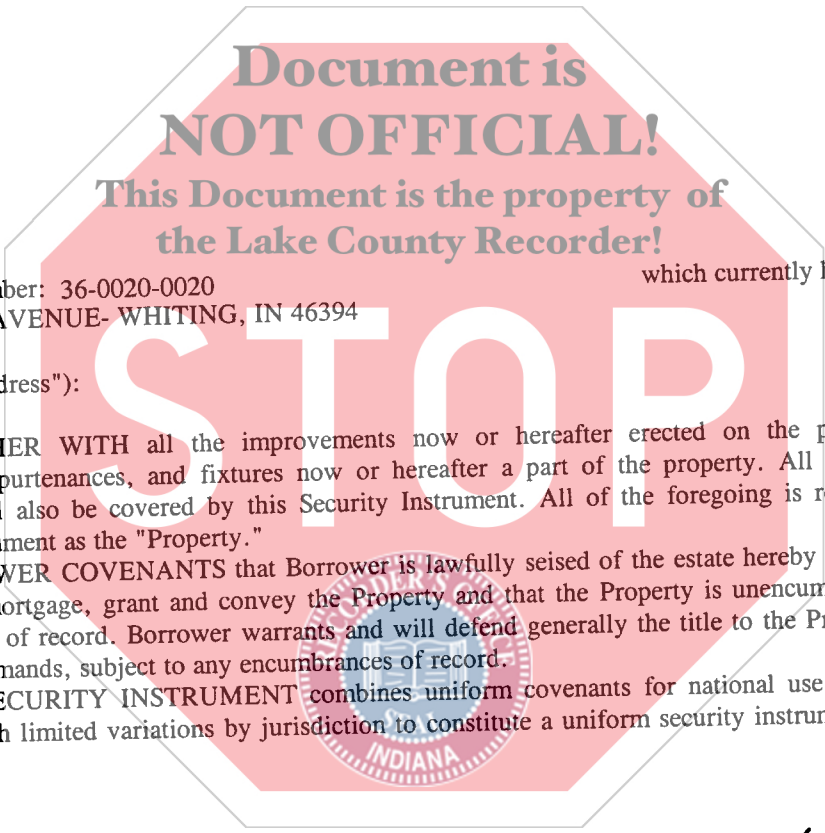 Document is
NOT OFFICIAL!
This Document is the property of
the Lake County Recorder!
ber: 36-0020-0020 which currently
AVENUE- WHITING, IN 46394
STOP
dress"):
ER WITH all the improvements now or hereafter erected on the p
purtenances, and fixtures now or hereafter a part of the property. All
also be covered by this Security Instrument. All of the foregoing is r
ment as the "Property."
WER COVENANTS that Borrower is lawfully seised of the estate hereby
ortgage, grant and convey the Property and that the Property is unencum
of record. Borrower warrants and will defend generally the title to the Pr
mands, subject to any encumbrances of record.
ECURITY INSTRUMENT combines uniform covenants for national use
h limited variations by jurisdiction to constitute a uniform security instrum
RECORDER'S OFFICE
SEAL
INDIANA